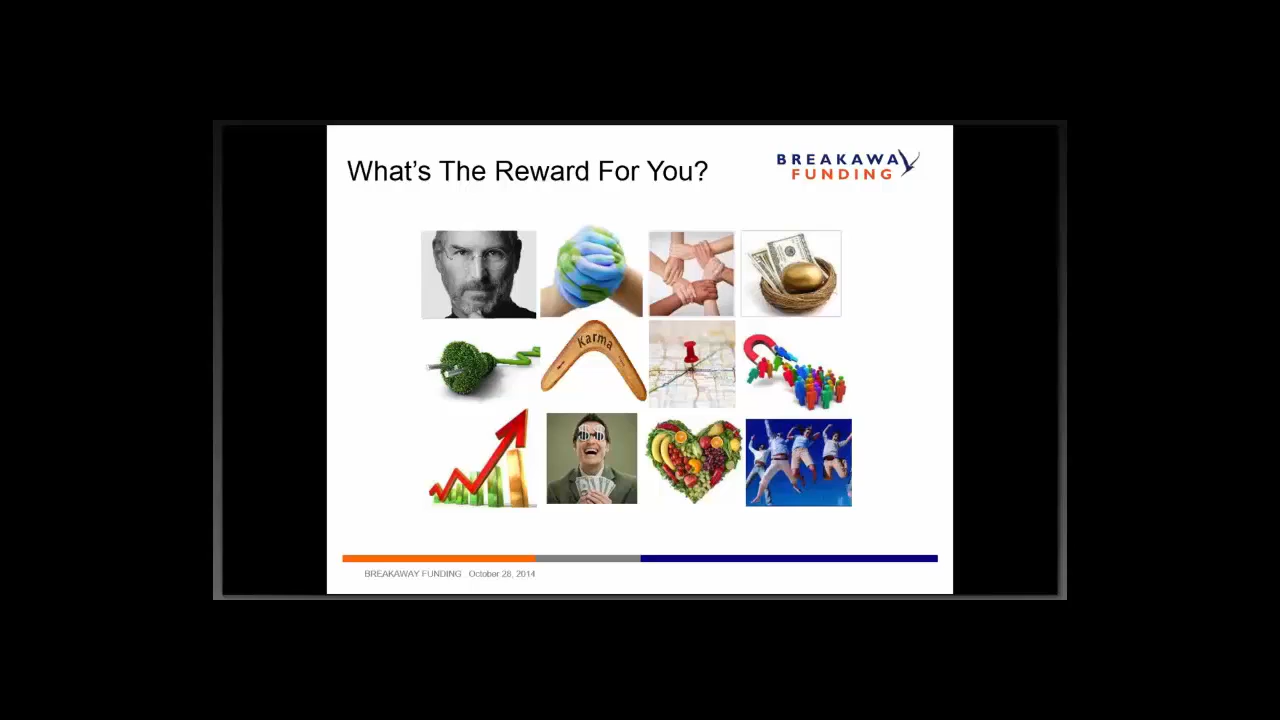 What's The Reward For You?
BREAKAWAY
FUNDING
Karma
BREAKAWAY FUNDING October 28, 2014